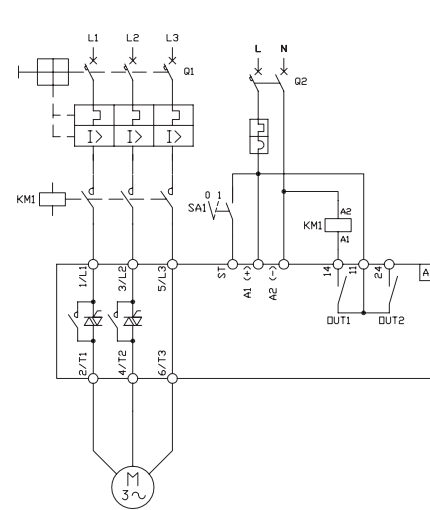 L1 L2 L3 L N
Q1
Q2
I> I> I>
0 1
SA1
KM1
A2
KM1
A1
1/L1 3/L2 5/L3 ST A1 (+) A2 (-) 14 11 24 A
OUT1 OUT2
2/T1 4/T2 6/T3
M
3~